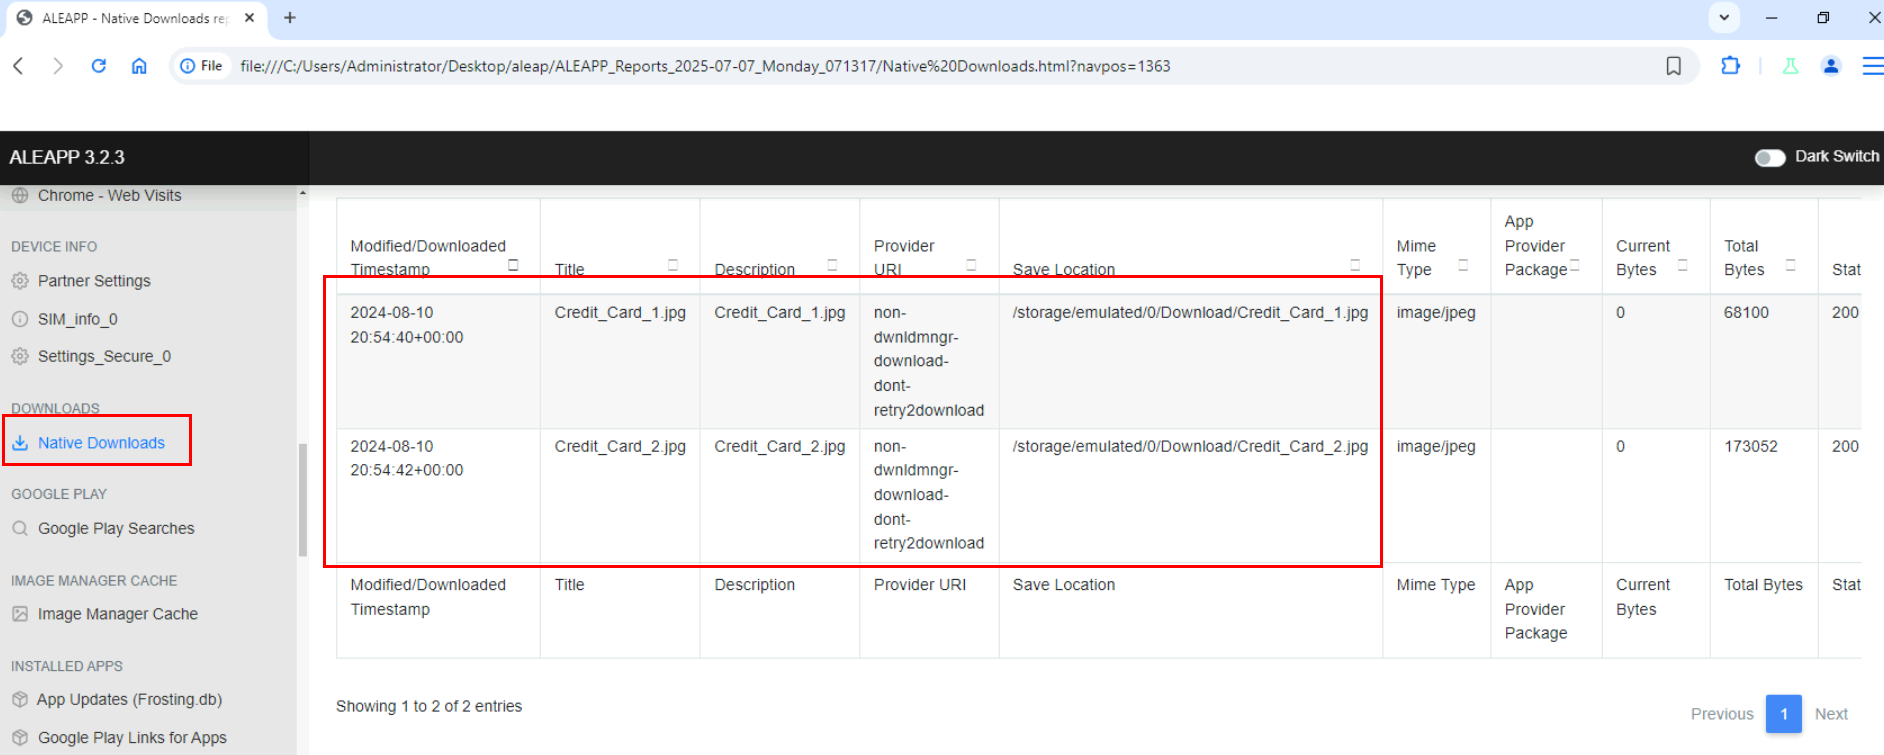 ALEAPP - Native Downloads rep
File
file:///C:/Users/Administrator/Desktop/aleap/ALEAPP_Reports_2025-07-07_Monday_071317/Native%20Downloads.html?navpos=1363
ALEAPP 3.2.3
Dark Switch
Chrome - Web Visits
DEVICE INFO
Partner Settings
SIM_info_0
Settings_Secure_0
DOWNLOADS
Native Downloads
GOOGLE PLAY
Google Play Searches
IMAGE MANAGER CACHE
Image Manager Cache
INSTALLED APPS
App Updates (Frosting.db)
Google Play Links for Apps
Modified/Downloaded
Timestamp
Title
Description
Provider
URI
Save Location
Mime
Type
App
Provider
Package
Current
Bytes
Total
Bytes
Stat
2024-08-10
20:54:40+00:00
Credit_Card_1.jpg
Credit_Card_1.jpg
non-
dwnldmngr-
download-
dont-
retry2download
/storage/emulated/0/Download/Credit_Card_1.jpg
image/jpeg
0
68100
200
2024-08-10
20:54:42+00:00
Credit_Card_2.jpg
Credit_Card_2.jpg
non-
dwnldmngr-
download-
dont-
retry2download
/storage/emulated/0/Download/Credit_Card_2.jpg
image/jpeg
0
173052
200
Modified/Downloaded
Timestamp
Title
Description
Provider URI
Save Location
Mime Type
App
Provider
Package
Current
Bytes
Total Bytes
Stat
Showing 1 to 2 of 2 entries
Previous
1
Next